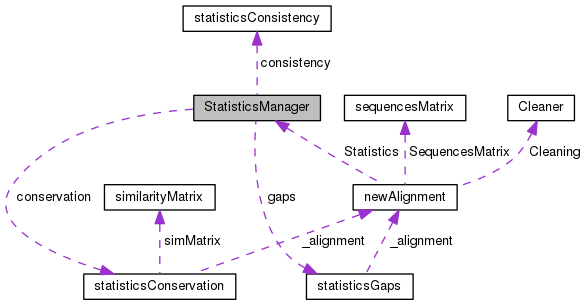 statisticsConsistency
consistency
StatisticsManager
sequencesMatrix
Cleaner
Statistics
SequencesMatrix
Cleaning
conservation
similarityMatrix
gaps
newAlignment
simMatrix
_alignment
_alignment
statisticsConservation
statisticsGaps